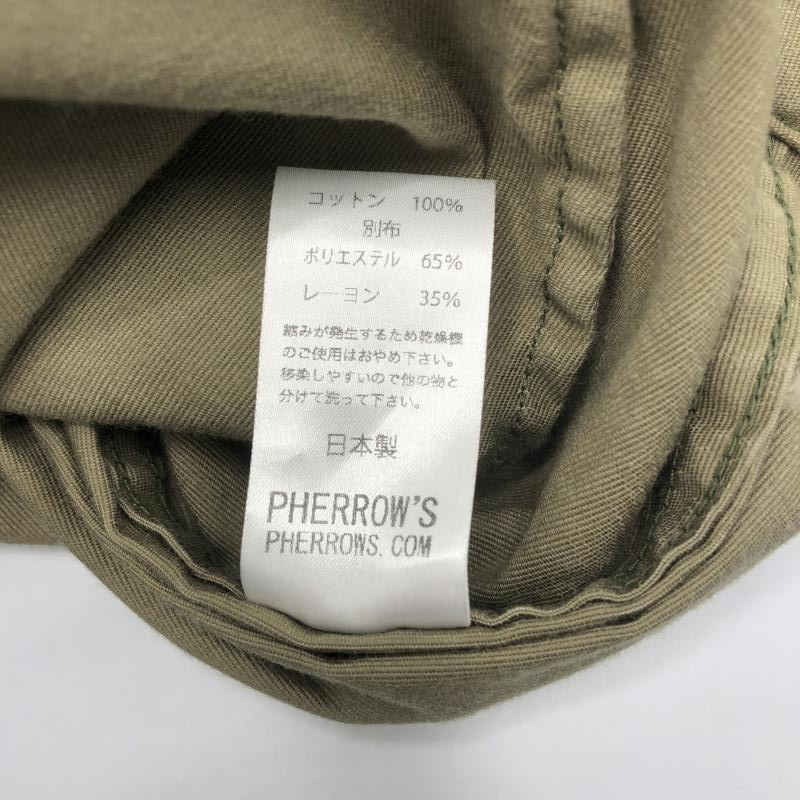 コットン 100%
別布
ポリエステル 65%
レーヨン 35%
縮みが発生するため乾燥機
のご使用はおやめ下さい。
移染しやすいので他の物と
分けて洗って下さい。
日本製
PHERROW'S
PHERROWS.COM